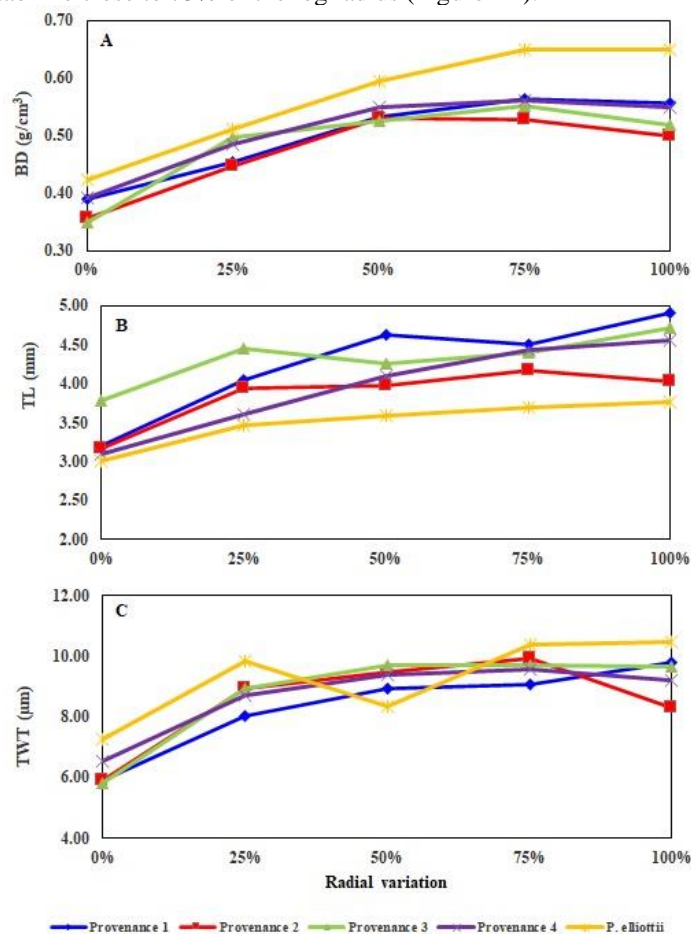 A
BD (g/cm³)
0.70
0.60
0.50
0.40
0.30
0% 25% 50% 75% 100%
B
TL (mm)
5.00
4.50
4.00
3.50
3.00
2.50
2.00
0% 25% 50% 75% 100%
C
TWT (µm)
12.00
10.00
8.00
6.00
4.00
0% 25% 50% 75% 100%
Radial variation
Provenance 1 Provenance 2 Provenance 3 Provenance 4 P. elliottii